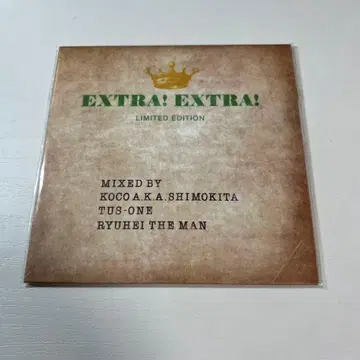 EXTRA! EXTRA!
LIMITED EDITION
MIXED BY
KOCO A.K.A. SHIMOKITA
TUS-ONE
RYUHEI THE MAN